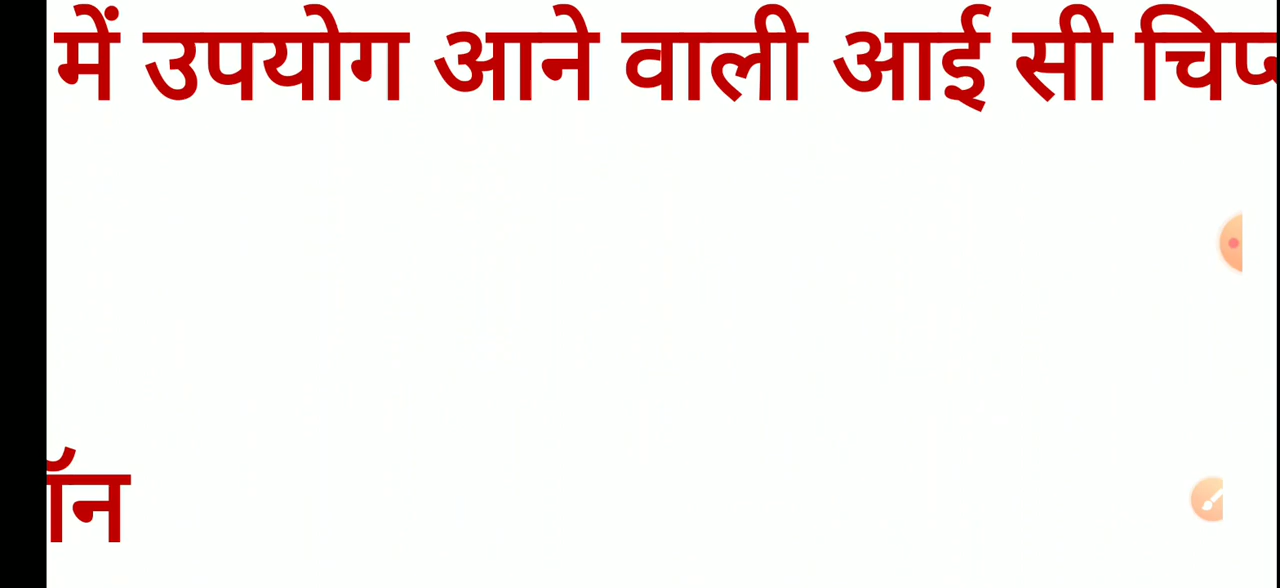 में उपयोग आने वाली आई सी चिप्
ॉन